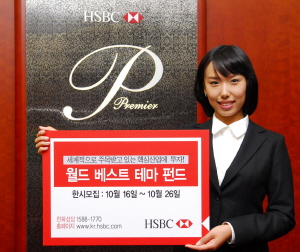 HSBC
P
Premier
세계적으로 주목받고 있는 핵심산업에 투자!
월드 베스트 테마 펀드
한시모집 : 10월 16일 ~ 10월 26일
전화상담 1588-1770
홈페이지 www.kr.hsbc.com
HSBC